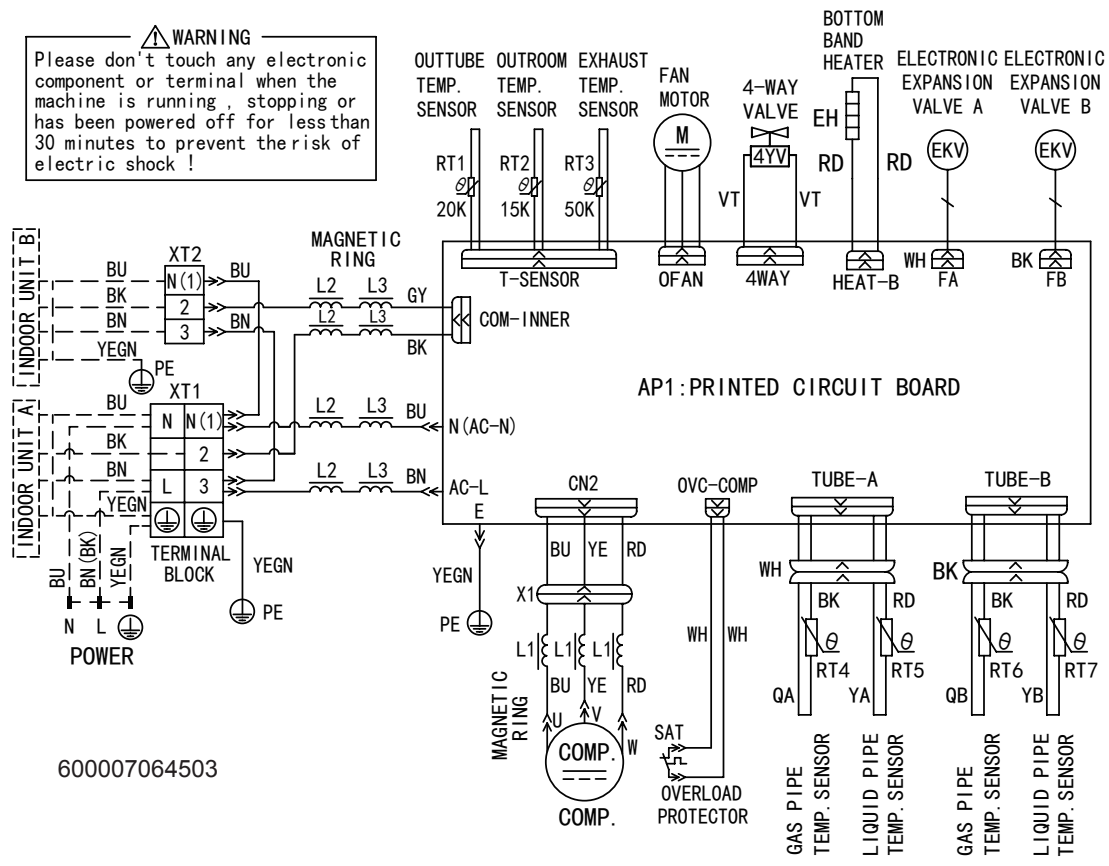 WARNING
Please don't touch any electronic
component or terminal when the
machine is running , stopping or
has been powered off for less than
30 minutes to prevent the risk of
electric shock !
OUTTUBE
TEMP.
SENSOR
OUTROOM
TEMP.
SENSOR
EXHAUST
TEMP.
SENSOR
FAN
MOTOR
4-WAY
VALVE
BOTTOM
BAND
HEATER
ELECTRONIC
EXPANSION
VALVE A
ELECTRONIC
EXPANSION
VALVE B
RT1
θ
20K
RT2
θ
15K
RT3
θ
50K
M
4YV
VT
VT
EH
RD
RD
EKV
EKV
T-SENSOR
OFAN
4WAY
HEAT-B
WH
FA
BK
FB
INDOOR UNIT B
BU
BK
BN
YEGN
PE
XT2
N(1)
2
3
BU
BN
MAGNETIC
RING
L2
L3
GY
L2
L3
BK
COM-INNER
AP1:PRINTED CIRCUIT BOARD
INDOOR UNIT A
BU
BK
BN
YEGN
XT1
N
N(1)
2
L
3
TERMINAL
BLOCK
L2
L3
BU
N(AC-N)
L2
L3
BN
AC-L
E
YEGN
PE
YEGN
PE
BU
BN(BK)
YEGN
N
L
POWER
CN2
BU
YE
RD
X1
L1
L1
L1
BU
YE
RD
MAGNETIC
RING
U
V
W
COMP.
COMP.
OVC-COMP
WH
WH
SAT
OVERLOAD
PROTECTOR
TUBE-A
WH
BK
RD
θ
RT4
θ
RT5
QA
YA
GAS PIPE
TEMP. SENSOR
LIQUID PIPE
TEMP. SENSOR
TUBE-B
BK
BK
RD
θ
RT6
θ
RT7
QB
YB
GAS PIPE
TEMP. SENSOR
LIQUID PIPE
TEMP. SENSOR
600007064503